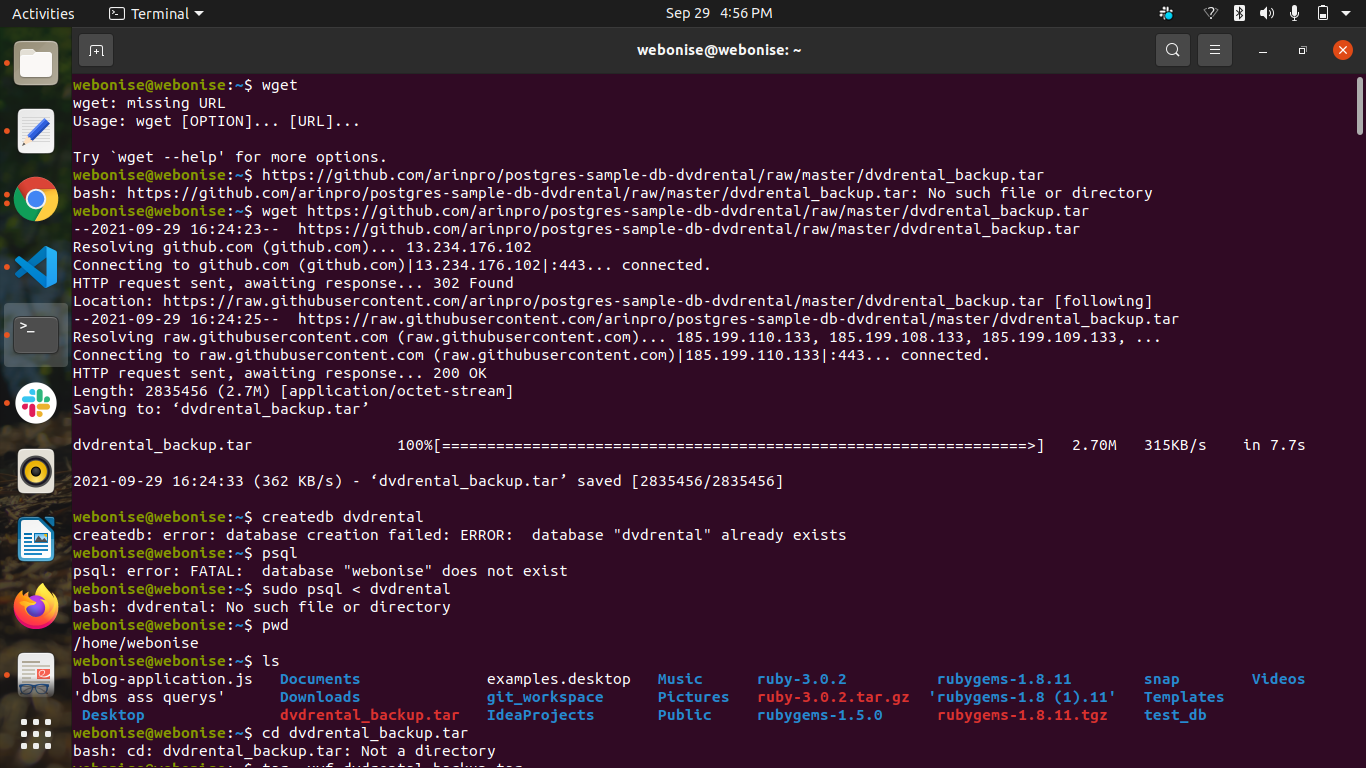 Activities Terminal Sep 29 4:56 PM
webonise@webonise: ~
webonise@webonise:~$ wget
wget: missing URL
Usage: wget [OPTION]... [URL]...
Try `wget --help' for more options.
webonise@webonise:~$ https://github.com/arinpro/postgres-sample-db-dvdrental/raw/master/dvdrental_backup.tar
bash: https://github.com/arinpro/postgres-sample-db-dvdrental/raw/master/dvdrental_backup.tar: No such file or directory
webonise@webonise:~$ wget https://github.com/arinpro/postgres-sample-db-dvdrental/raw/master/dvdrental_backup.tar
--2021-09-29 16:24:23--  https://github.com/arinpro/postgres-sample-db-dvdrental/raw/master/dvdrental_backup.tar
Resolving github.com (github.com)... 13.234.176.102
Connecting to github.com (github.com)|13.234.176.102|:443... connected.
HTTP request sent, awaiting response... 302 Found
Location: https://raw.githubusercontent.com/arinpro/postgres-sample-db-dvdrental/master/dvdrental_backup.tar [following]
--2021-09-29 16:24:25--  https://raw.githubusercontent.com/arinpro/postgres-sample-db-dvdrental/master/dvdrental_backup.tar
Resolving raw.githubusercontent.com (raw.githubusercontent.com)... 185.199.110.133, 185.199.108.133, 185.199.109.133, ...
Connecting to raw.githubusercontent.com (raw.githubusercontent.com)|185.199.110.133|:443... connected.
HTTP request sent, awaiting response... 200 OK
Length: 2835456 (2.7M) [application/octet-stream]
Saving to: ‘dvdrental_backup.tar’
dvdrental_backup.tar 100%[=================================================================>] 2.70M 315KB/s in 7.7s
2021-09-29 16:24:33 (362 KB/s) - ‘dvdrental_backup.tar’ saved [2835456/2835456]
webonise@webonise:~$ createdb dvdrental
createdb: error: database creation failed: ERROR:  database "dvdrental" already exists
webonise@webonise:~$ psql
psql: error: FATAL:  database "webonise" does not exist
webonise@webonise:~$ sudo psql < dvdrental
bash: dvdrental: No such file or directory
webonise@webonise:~$ pwd
/home/webonise
webonise@webonise:~$ ls
blog-application.js Documents examples.desktop Music ruby-3.0.2 rubygems-1.8.11 snap Videos
'dbms ass querys' Downloads git_workspace Pictures ruby-3.0.2.tar.gz 'rubygems-1.8 (1).11' Templates
Desktop dvdrental_backup.tar IdeaProjects Public rubygems-1.5.0 rubygems-1.8.11.tgz test_db
webonise@webonise:~$ cd dvdrental_backup.tar
bash: cd: dvdrental_backup.tar: Not a directory